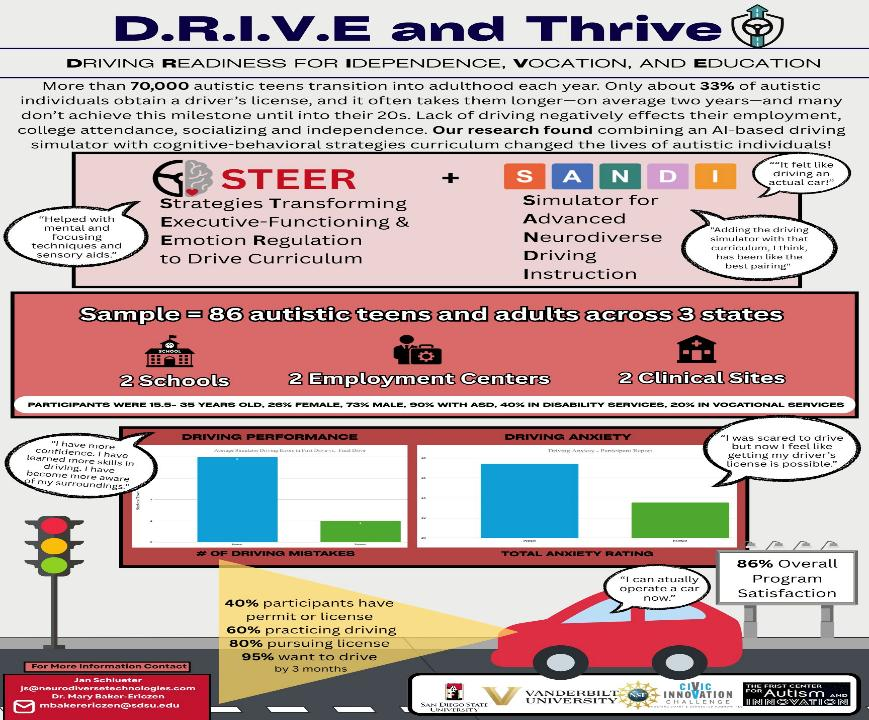 D.R.I.V.E and Thrive
DRIVING READINESS FOR IDEPENDENCE, VOCATION, AND EDUCATION
More than 70,000 autistic teens transition into adulthood each year. Only about 33% of autistic
individuals obtain a driver's license, and it often takes them longer—on average two years—and many
don't achieve this milestone until into their 20s. Lack of driving negatively effects their employment,
college attendance, socializing and independence. Our research found combining an AI-based driving
simulator with cognitive-behavioral strategies curriculum changed the lives of autistic individuals!
STEER
+
SANDI
Strategies Transforming
Executive-Functioning &
Emotion Regulation
to Drive Curriculum
Simulator for
Advanced
Neurodiverse
Driving
Instruction
"Helped with
mental and
focusing
techniques and
sensory aids."
""It felt like
driving an
actual car!"
"Adding the driving
simulator with that
curriculum, I think,
has been like the
best pairing"
Sample = 86 autistic teens and adults across 3 states
SCHOOL
2 Schools
2 Employment Centers
2 Clinical Sites
PARTICIPANTS WERE 15.5- 35 YEARS OLD, 26% FEMALE, 73% MALE, 90% WITH ASD, 40% IN DISABILITY SERVICES, 20% IN VOCATIONAL SERVICES
"I have more
confidence. I have
learned more skills in
driving. I have
become more aware
of my surroundings."
DRIVING PERFORMANCE
# OF DRIVING MISTAKES
DRIVING ANXIETY
Driving Anxiety - Participant Report
TOTAL ANXIETY RATING
"I was scared to drive
but now I feel like
getting my driver's
license is possible."
86% Overall
Program
Satisfaction
"I can atually
operate a car
now."
40% participants have
permit or license
60% practicing driving
80% pursuing license
95% want to drive
by 3 months
For More Information Contact
Jan Schlueter
js@neurodiversetechnologies.com
Dr. Mary Baker-Ericzen
mbakerericzen@sdsu.edu
SAN DIEGO STATE
UNIVERSITY
VANDERBILT
UNIVERSITY
NSF
CIVIC
INNOVATION
CHALLENGE
THE FRIST CENTER
FOR Autism AND
INNOVATION